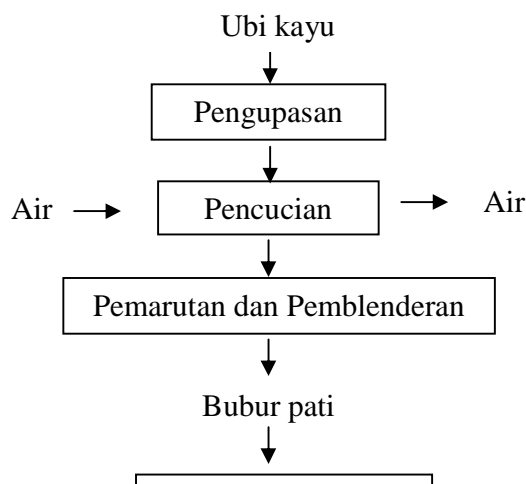 Ubi kayu
Pengupasan
Air Pencucian Air
Pemarutan dan Pemblenderan
Bubur pati